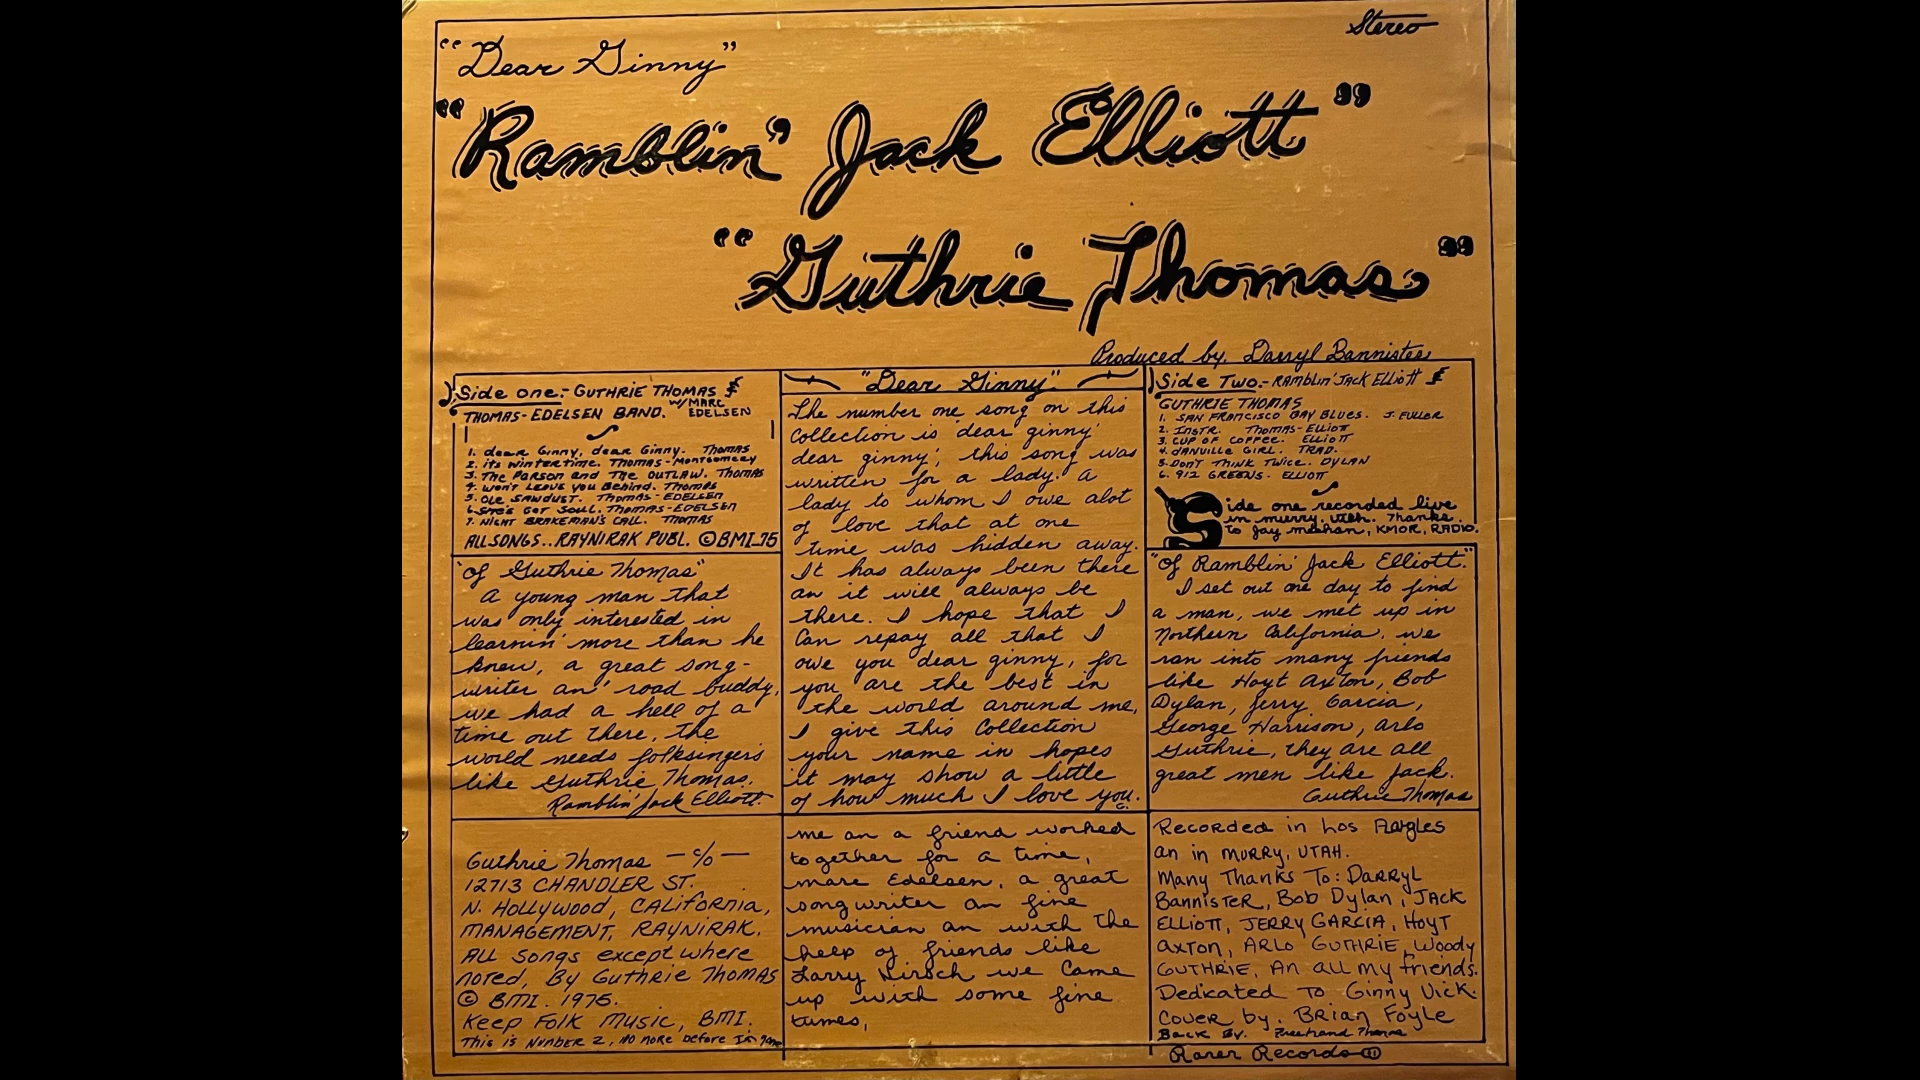 Stereo
"Dear Ginny"
"Ramblin" Jack Elliott"
"Guthrie Thomas"
Produced by. Darryl Bannister
Side one:- GUTHRIE THOMAS &
THOMAS-EDELSEN BAND. w/MARC EDELSEN
1. dear Ginny, dear Ginny. Thomas
2. its wintertime. Thomas-Montgomery
3. The Parson and The OUTLAW. Thomas
4. won't Leave you Behind. Thomas
5. OLE SAWDUST. THOMAS-EDELSEN
6. SHE'S GOT SOUL. THOMAS-EDELSEN
7. NIGHT BRAKEMAN'S CALL. THOMAS
ALL SONGS.. RAYNIRAK PUBL. © BMI_75
"of Guthrie Thomas"
a young man that
was only interested in
learnin' more than he
knew, a great song-
writer an' road buddy,
we had a hell of a
time out there, the
world needs folksingers
like Guthrie Thomas.
Ramblin' Jack Elliott.
Guthrie Thomas - c/o -
12713 CHANDLER ST.
N. HOLLYWOOD, CALIFORNIA,
MANAGEMENT, RAYNIRAK.
ALL songs except where
noted, By Guthrie THOMAS
© BMI. 1975.
Keep Folk Music, BMI.
This is Number 2, no more before I'm gone
"Dear Ginny"
The number one song on this
collection is 'dear ginny'
dear ginny', this song was
written for a lady. a
lady to whom I owe alot
of love that at one
time was hidden away.
It has always been there
an it will always be
there. I hope that I
can repay all that I
owe you dear ginny, for
you are the best in
the world around me,
I give this Collection
your name in hopes
it may show a little
of how much I love you.
G.
me an a friend worked
together for a time,
marc Edelsen, a great
songwriter an fine
musician an with the
help of friends like
Larry Hirsch we came
up with some fine
tunes,
Side Two.- RAMBLIN' JACK ELLIOTT &
GUTHRIE THOMAS
1. SAN FRANCISCO BAY BLUES. J. FULLER
2. INSTR. THOMAS-ELLIOTT
3. CUP OF COFFEE. ELLIOTT
4. DANVILLE GIRL. TRAD.
5. DON'T THINK TWICE. DYLAN
6. 912 GREENS. ELLIOTT
Side one recorded live
in murry, utah. Thanks
to jay meehan, KMOR, RADIO.
"of Ramblin' Jack Elliott."
I set out one day to find
a man, we met up in
Northern California, we
ran into many friends
like Hoyt Axton, Bob
Dylan, Jerry Garcia,
George Harrison, arlo
Guthrie, they are all
great men like jack.
Guthrie Thomas
Recorded in Los Angles
an in MURRY, UTAH.
Many Thanks To: DARRYL
BANNISTER, Bob Dylan, JACK
ELLIOTT, JERRY GARCIA, HOYT
AXTON, ARLO GUTHRIE, Woody
GUTHRIE, An all my friends.
Dedicated To Ginny Vick.
Cover by. BRIAN FOYLE
Back By. Freehand Thomas
Rarer Records